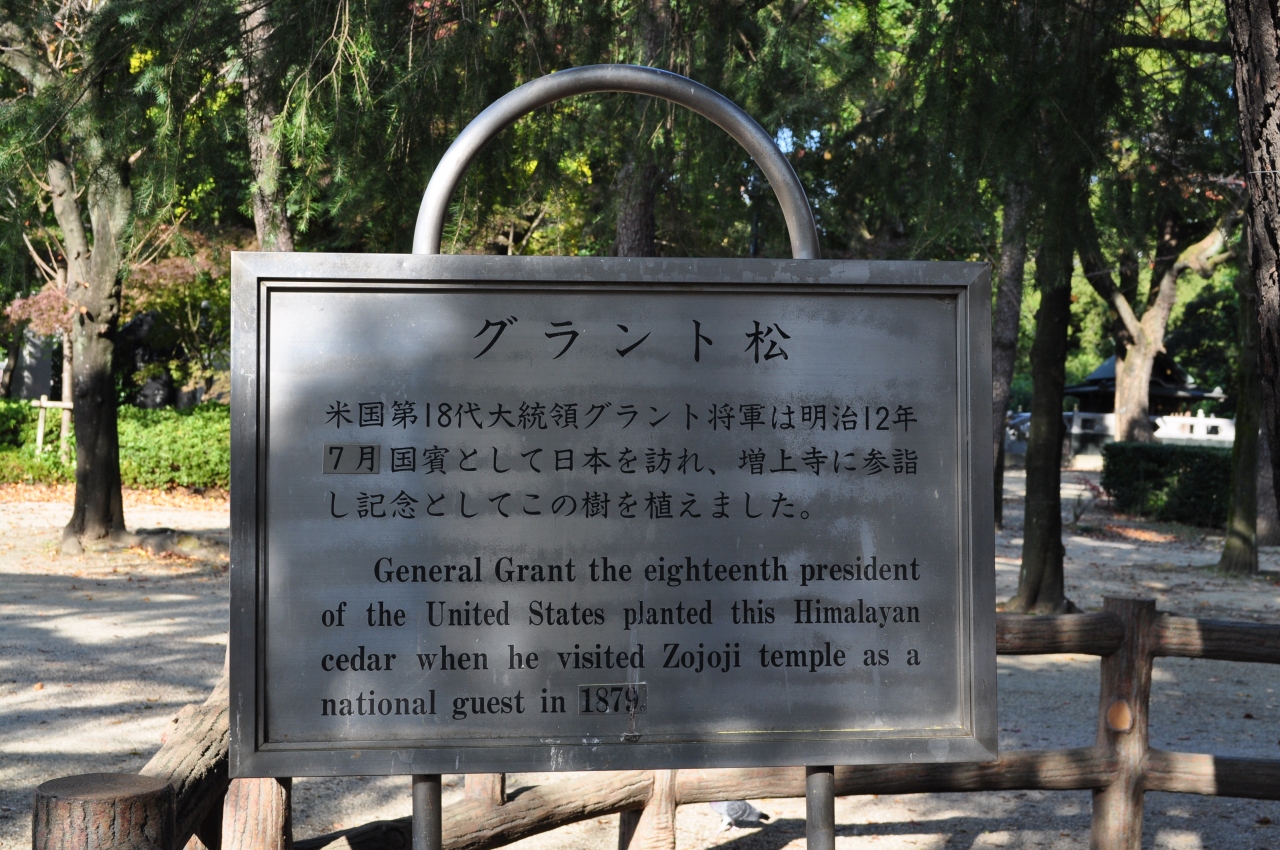 グラント松
米国第18代大統領グラント将軍は明治12年
7月国賓として日本を訪れ、増上寺に参詣
し記念としてこの樹を植えました。
General Grant the eighteenth president
of the United States planted this Himalayan
cedar when he visited Zojoji temple as a
national guest in 1879.